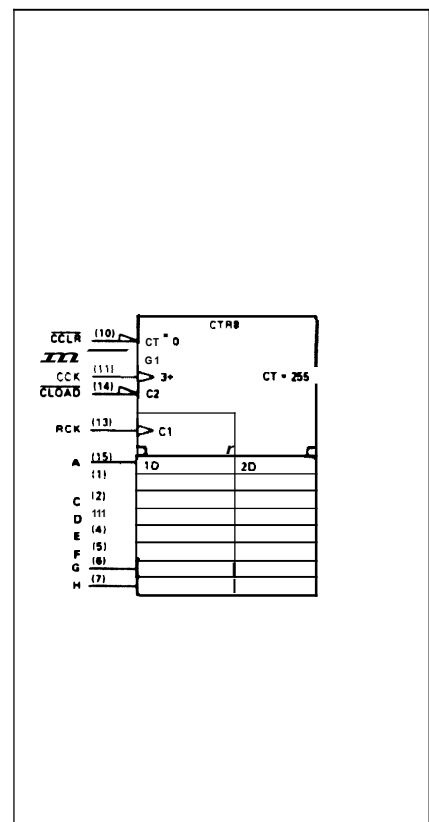 CTR8
CCLR (10) CT = 0
m G1
CCK (11) 3+ CT = 255
CLOAD (14) C2
RCK (13) C1
r
A (15) 1D 2D
(1)
C (2)
D 111
E (4)
F (5)
G (6)
H (7)